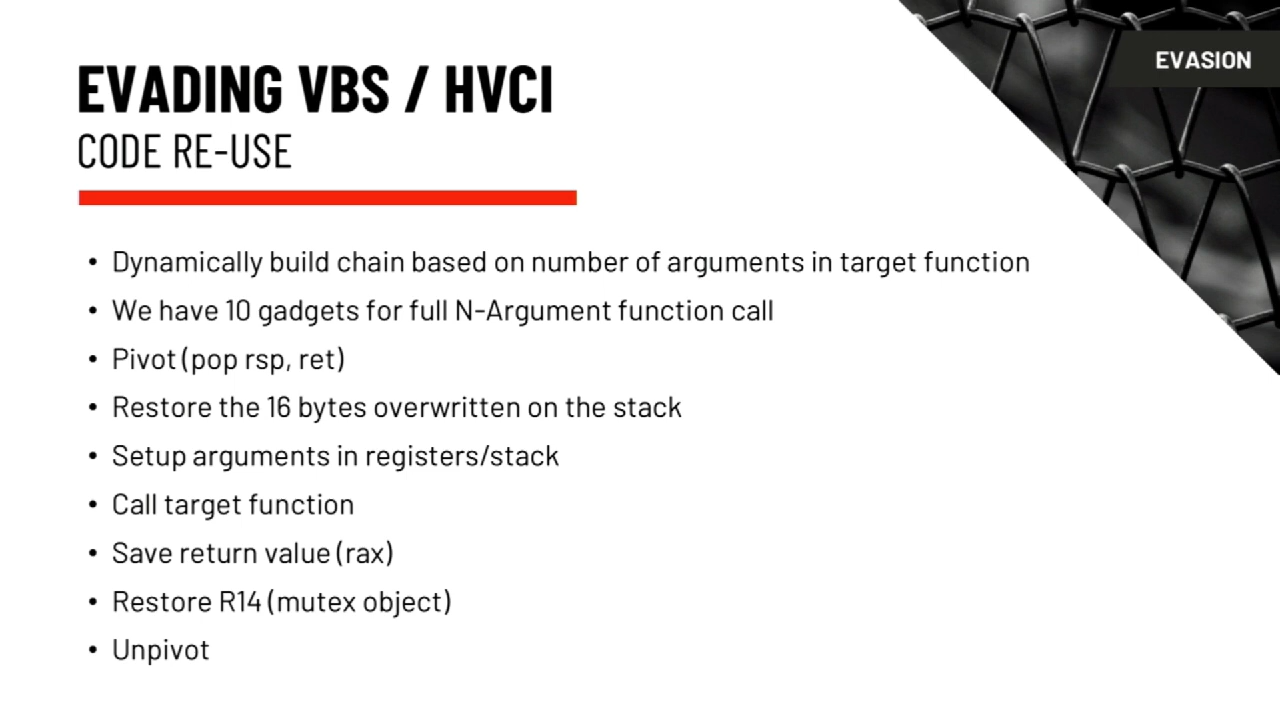 EVASION
EVADING VBS / HVCI
CODE RE-USE
• Dynamically build chain based on number of arguments in target function
• We have 10 gadgets for full N-Argument function call
• Pivot (pop rsp, ret)
• Restore the 16 bytes overwritten on the stack
• Setup arguments in registers/stack
• Call target function
• Save return value (rax)
• Restore R14 (mutex object)
• Unpivot